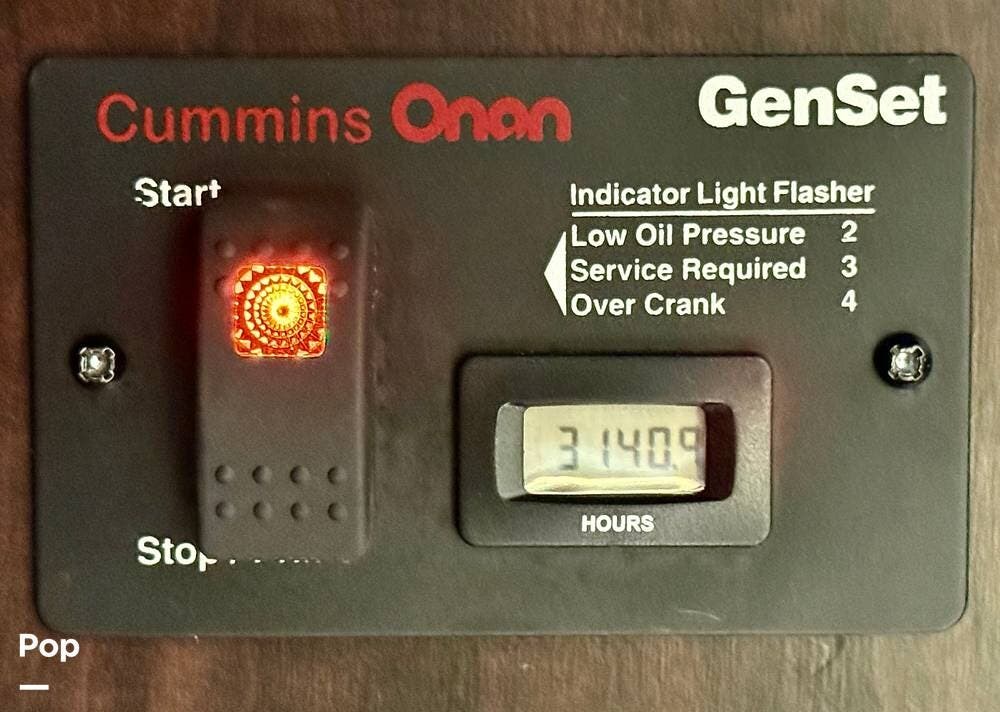 Cummins Onan
GenSet
Start
Indicator Light Flasher
Low Oil Pressure 2
Service Required 3
Over Crank 4
3140.9
HOURS
Stop
Pop